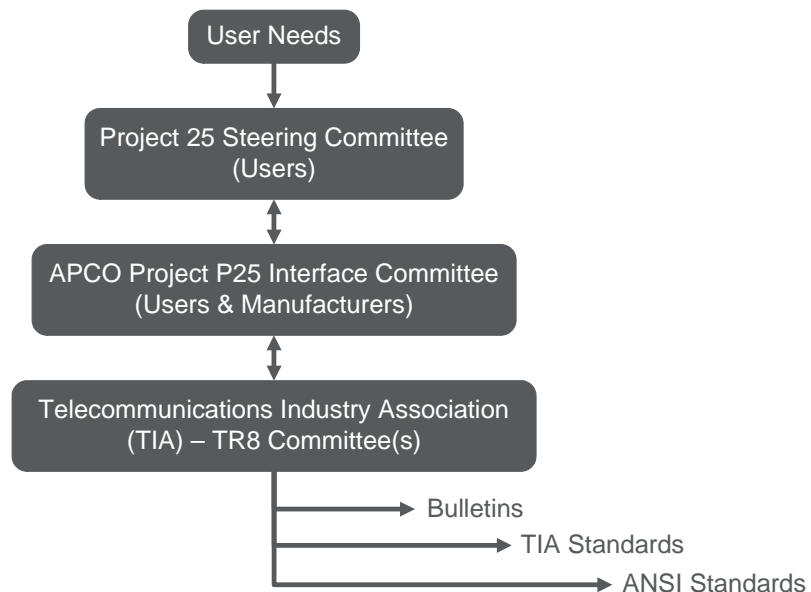 User Needs
Project 25 Steering Committee
(Users)
APCO Project P25 Interface Committee
(Users & Manufacturers)
Telecommunications Industry Association
(TIA) – TR8 Committee(s)
Bulletins
TIA Standards
ANSI Standards